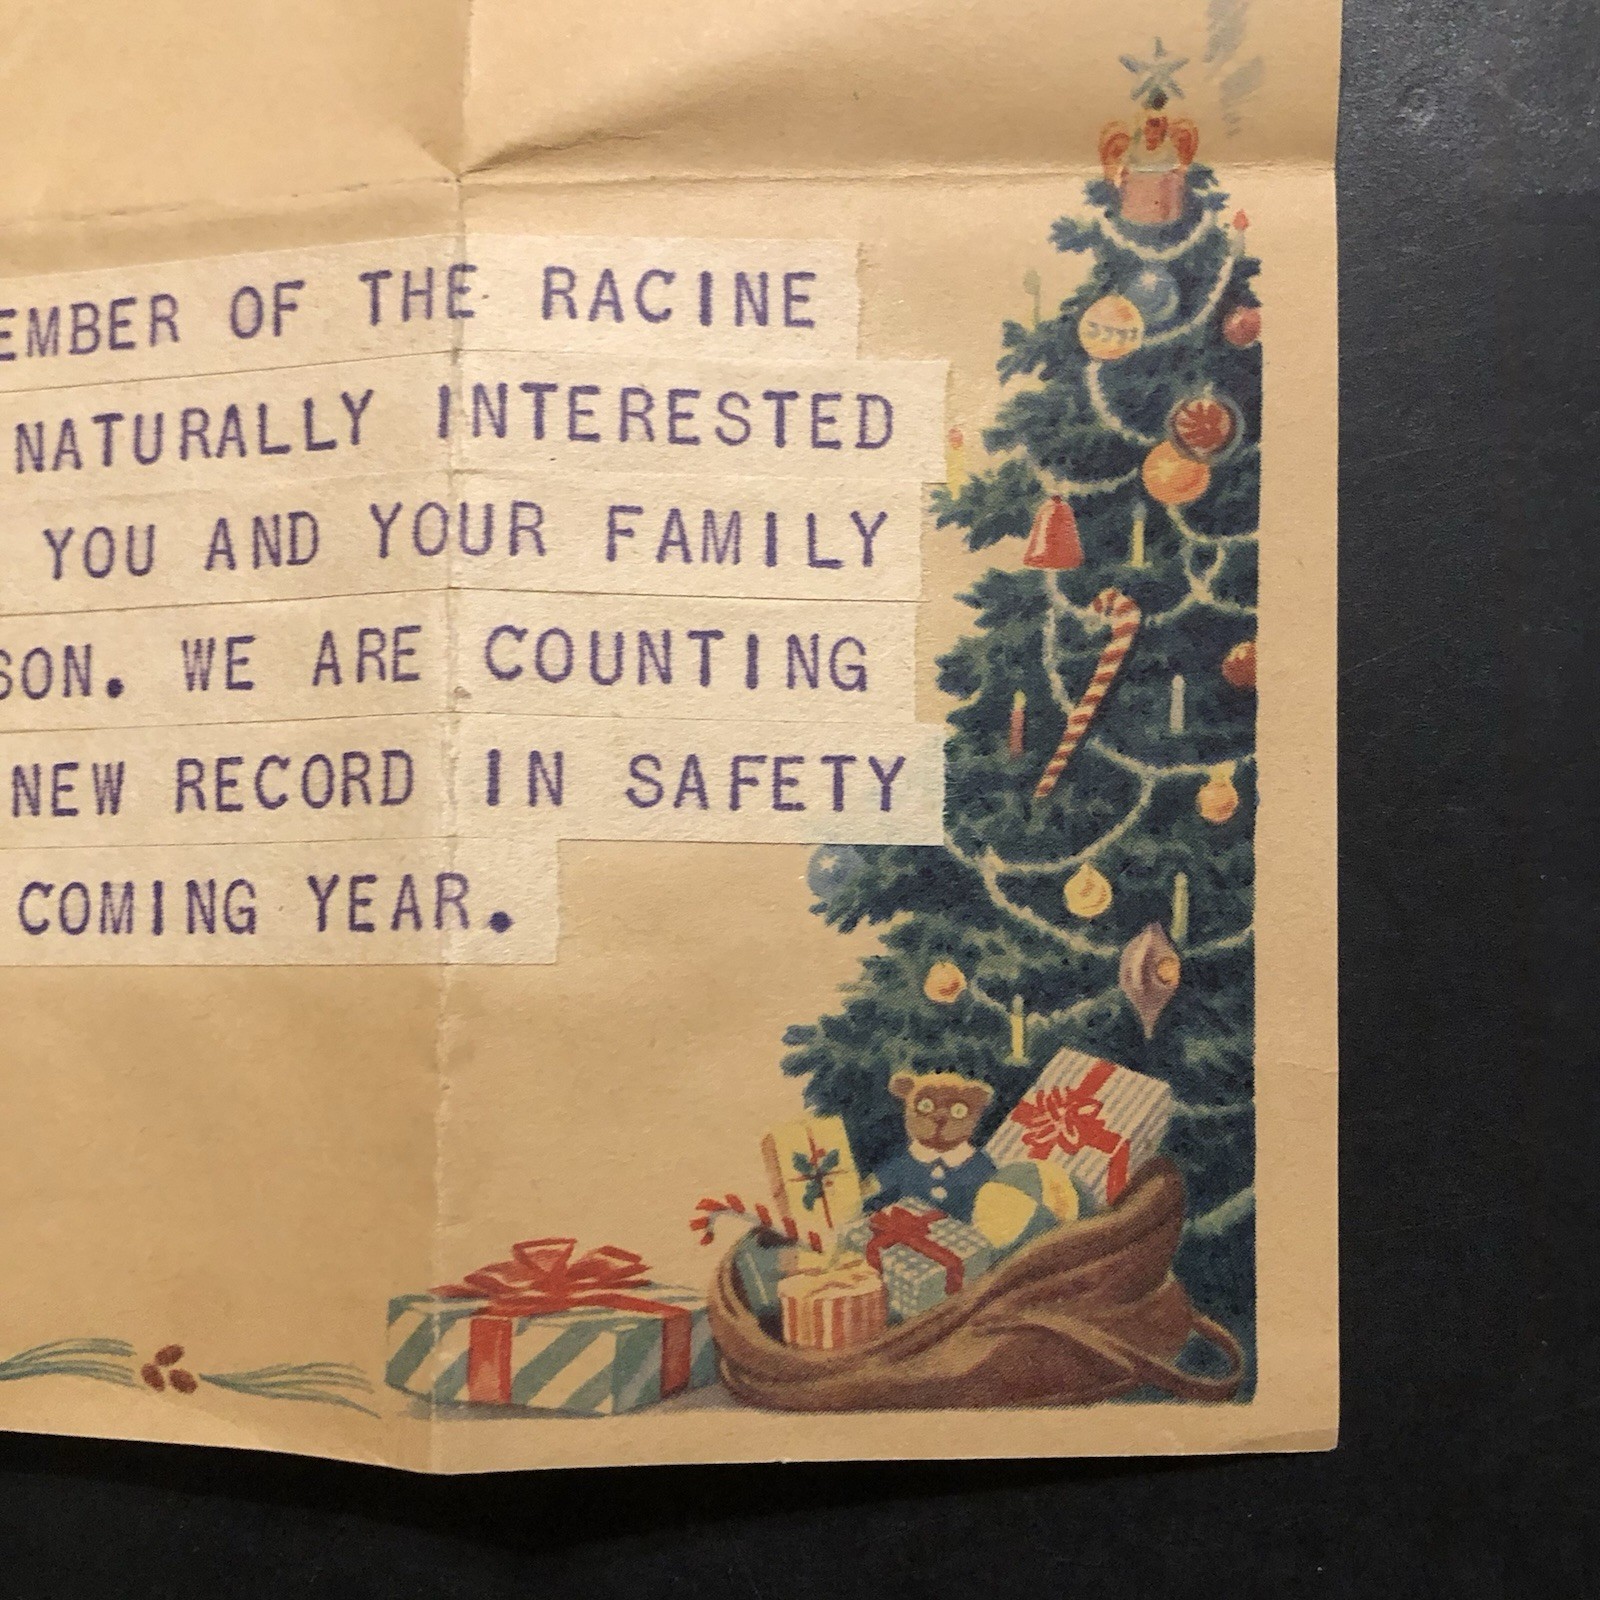 EMBER OF THE RACINE
NATURALLY INTERESTED
YOU AND YOUR FAMILY
SON. WE ARE COUNTING
NEW RECORD IN SAFETY
COMING YEAR.